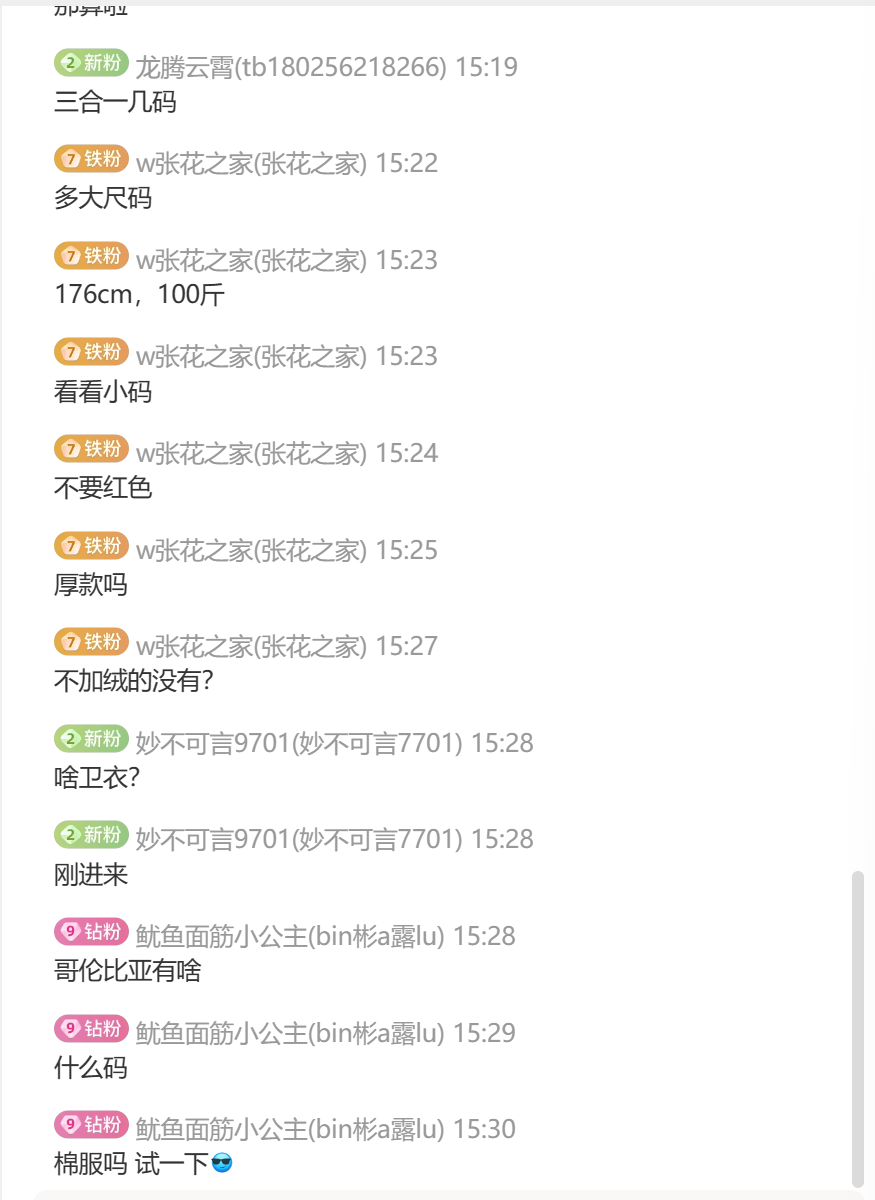 那算啦
2 新粉 龙腾云霄(tb180256218266) 15:19
三合一几码
7 铁粉 w张花之家(张花之家) 15:22
多大尺码
7 铁粉 w张花之家(张花之家) 15:23
176cm，100斤
7 铁粉 w张花之家(张花之家) 15:23
看看小码
7 铁粉 w张花之家(张花之家) 15:24
不要红色
7 铁粉 w张花之家(张花之家) 15:25
厚款吗
7 铁粉 w张花之家(张花之家) 15:27
不加绒的没有？
2 新粉 妙不可言9701(妙不可言7701) 15:28
啥卫衣？
2 新粉 妙不可言9701(妙不可言7701) 15:28
刚进来
9 钻粉 鱿鱼面筋小公主(bin彬a露lu) 15:28
哥伦比亚有啥
9 钻粉 鱿鱼面筋小公主(bin彬a露lu) 15:29
什么码
9 钻粉 鱿鱼面筋小公主(bin彬a露lu) 15:30
棉服吗 试一下😎